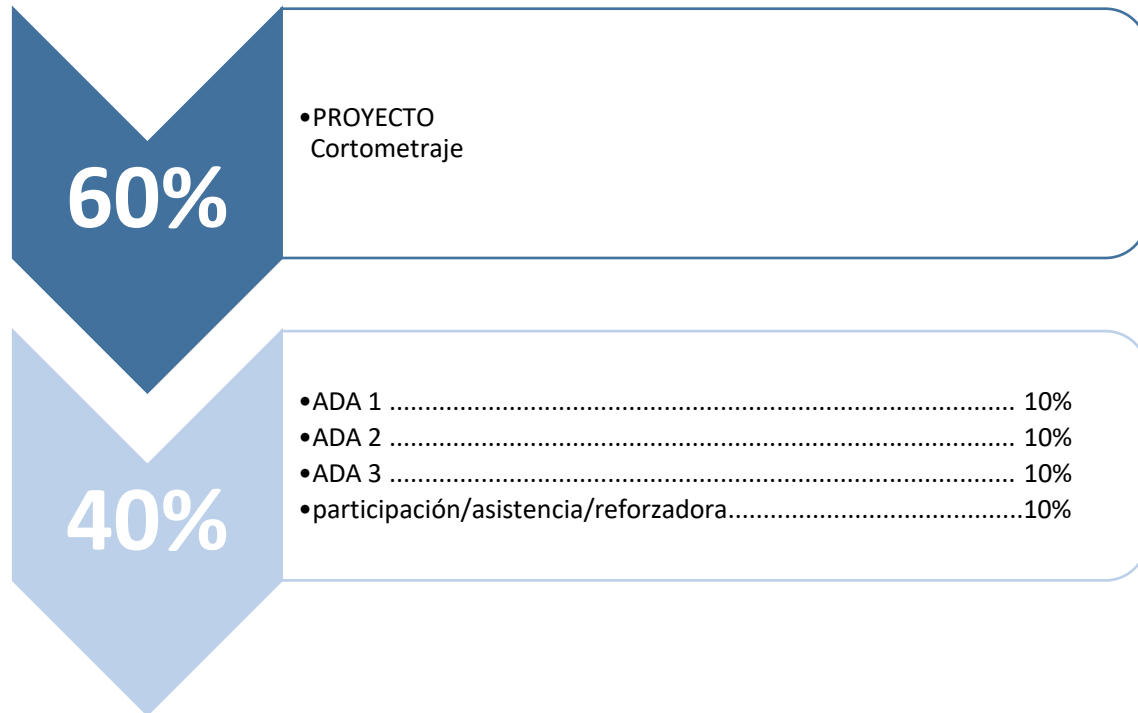 60%
•PROYECTO
Cortometraje
40%
•ADA 1 .......................................................................................... 10%
•ADA 2 .......................................................................................... 10%
•ADA 3 .......................................................................................... 10%
•participación/asistencia/reforzadora..........................................10%